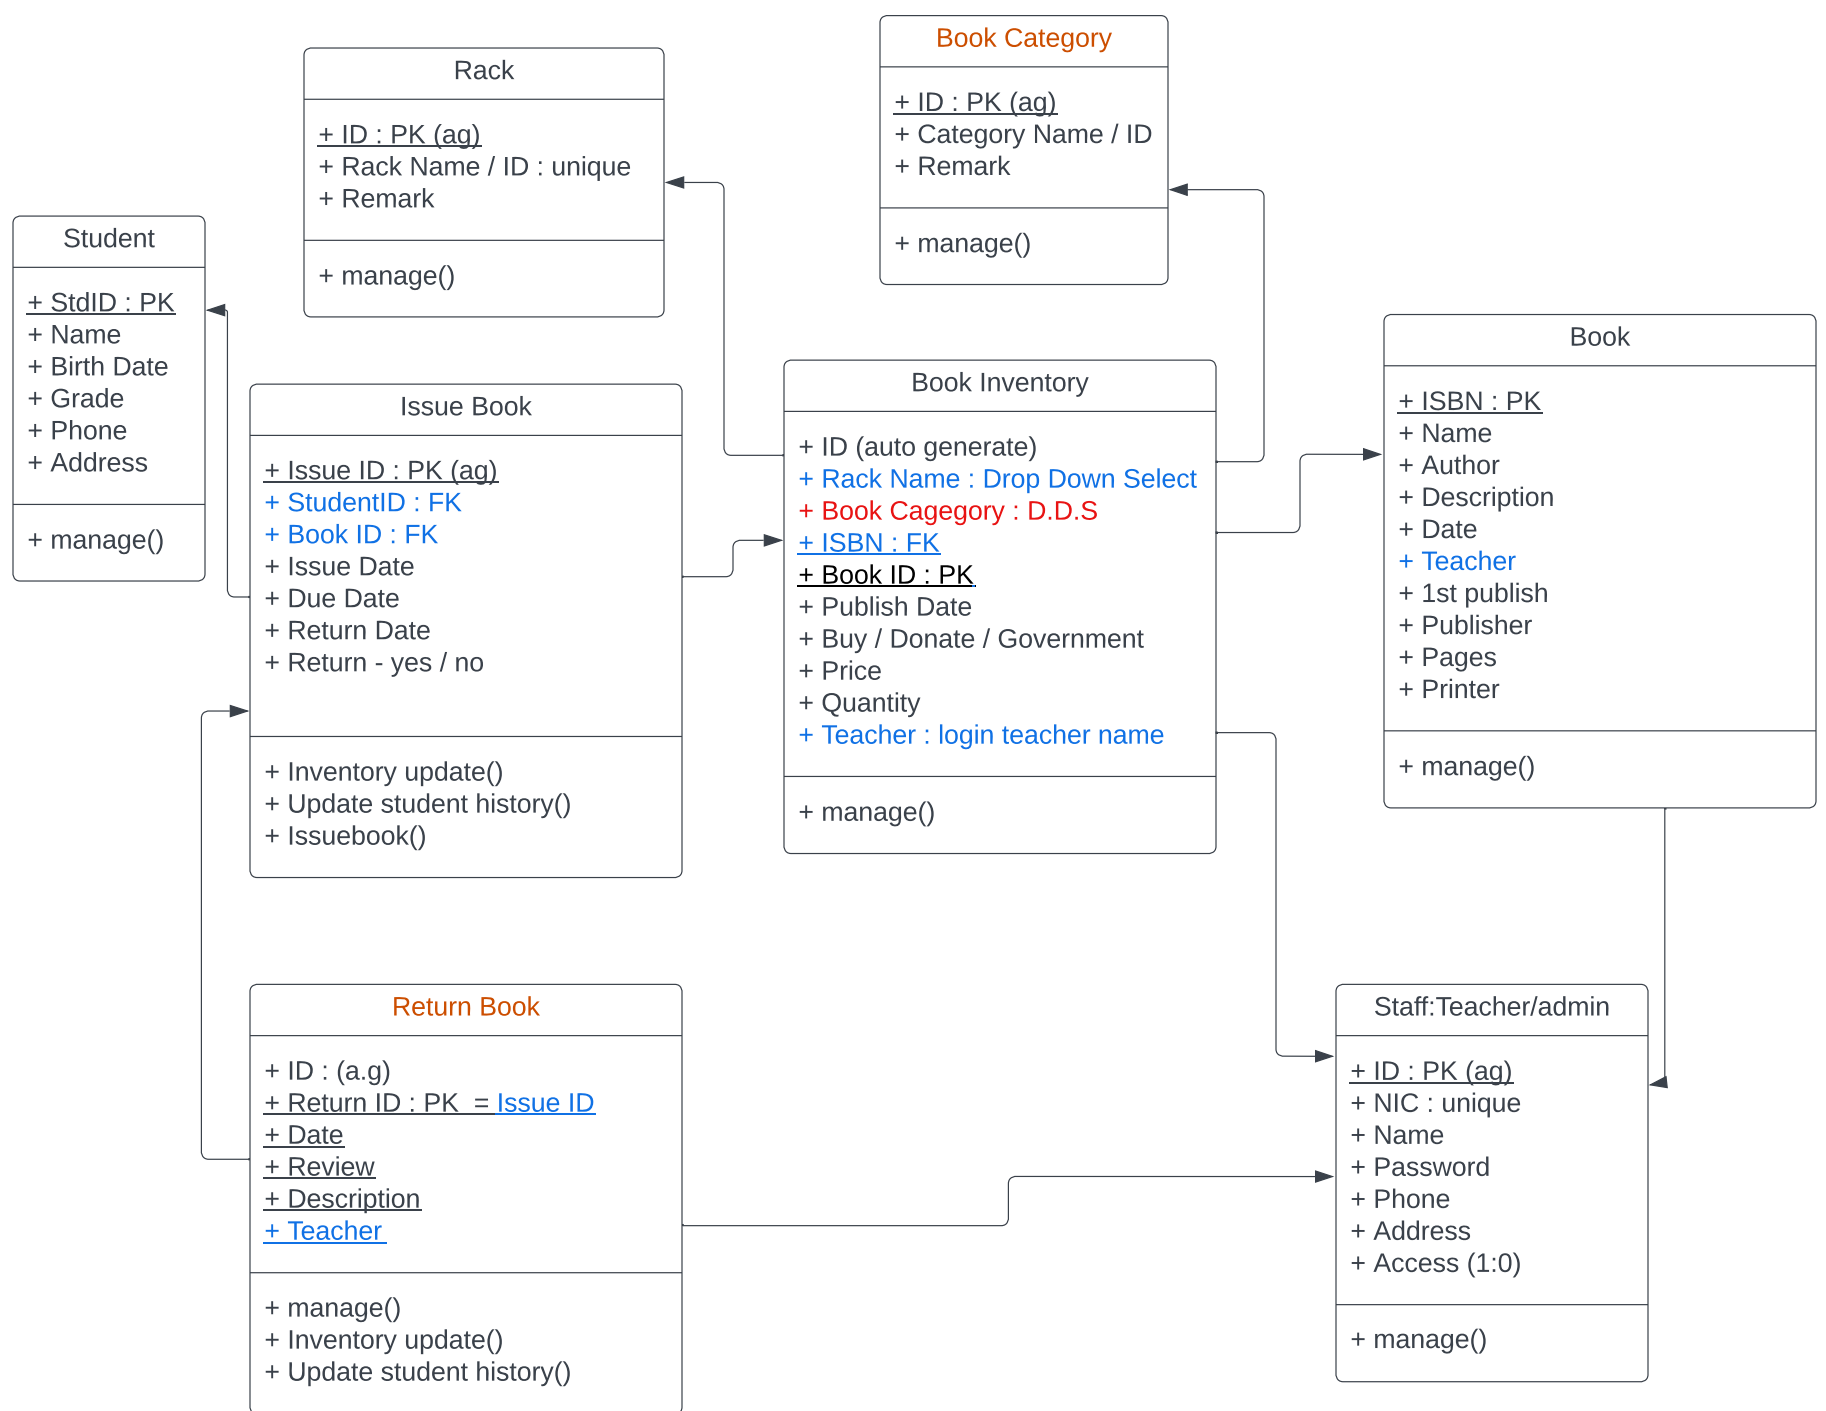 Book Category
+ ID : PK (ag)
+ Category Name / ID
+ Remark
+ manage()
Rack
+ ID : PK (ag)
+ Rack Name / ID : unique
+ Remark
+ manage()
Student
+ StdID : PK
+ Name
+ Birth Date
+ Grade
+ Phone
+ Address
+ manage()
Issue Book
+ Issue ID : PK (ag)
+ StudentID : FK
+ Book ID : FK
+ Issue Date
+ Due Date
+ Return Date
+ Return - yes / no
+ Inventory update()
+ Update student history()
+ Issuebook()
Book Inventory
+ ID (auto generate)
+ Rack Name : Drop Down Select
+ Book Cagegory : D.D.S
+ ISBN : FK
+ Book ID : PK
+ Publish Date
+ Buy / Donate / Government
+ Price
+ Quantity
+ Teacher : login teacher name
+ manage()
Book
+ ISBN : PK
+ Name
+ Author
+ Description
+ Date
+ Teacher
+ 1st publish
+ Publisher
+ Pages
+ Printer
+ manage()
Return Book
+ ID : (a.g)
+ Return ID : PK  = Issue ID
+ Date
+ Review
+ Description
+ Teacher
+ manage()
+ Inventory update()
+ Update student history()
Staff:Teacher/admin
+ ID : PK (ag)
+ NIC : unique
+ Name
+ Password
+ Phone
+ Address
+ Access (1:0)
+ manage()